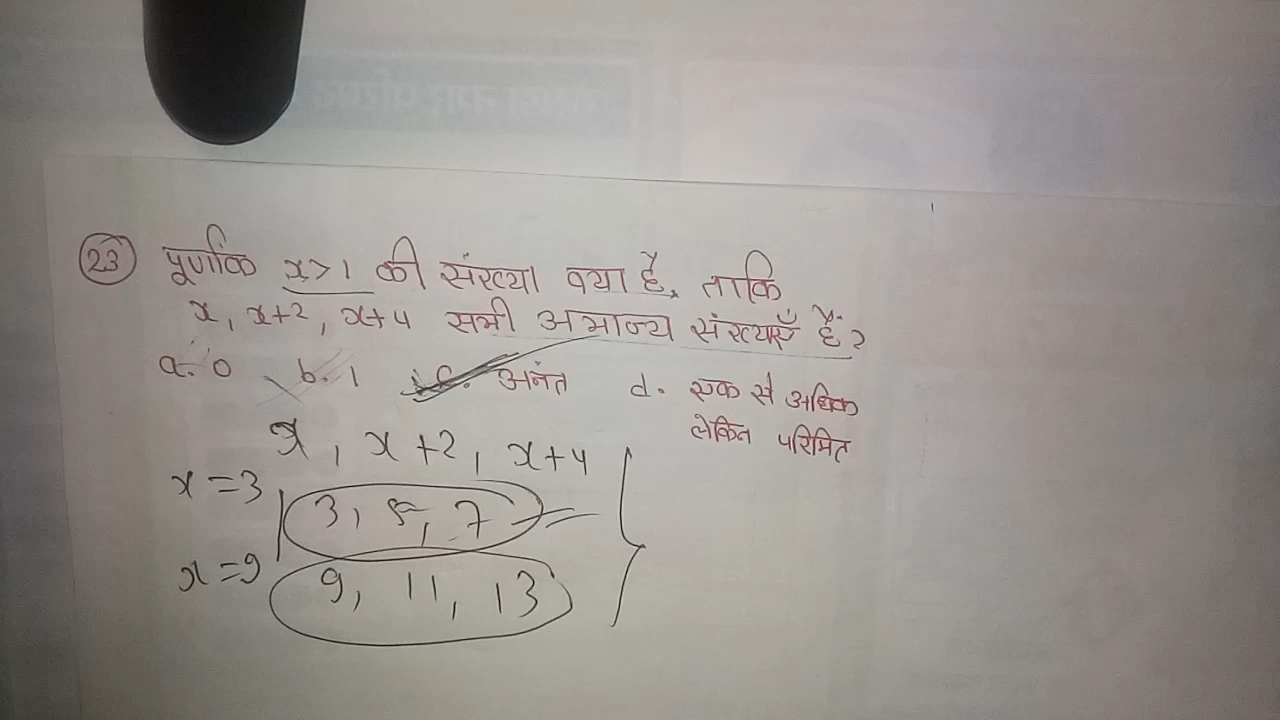 23 पूर्णांक x>1 की संख्या क्या है, ताकि
x, x+2, x+4 सभी अभाज्य संख्याएँ हैं?
a. 0 b. 1 c. अनंत d. एक से अधिक
लेकिन परिमित
x, x+2, x+4
x=3 3, 5, 7
x=9 9, 11, 13